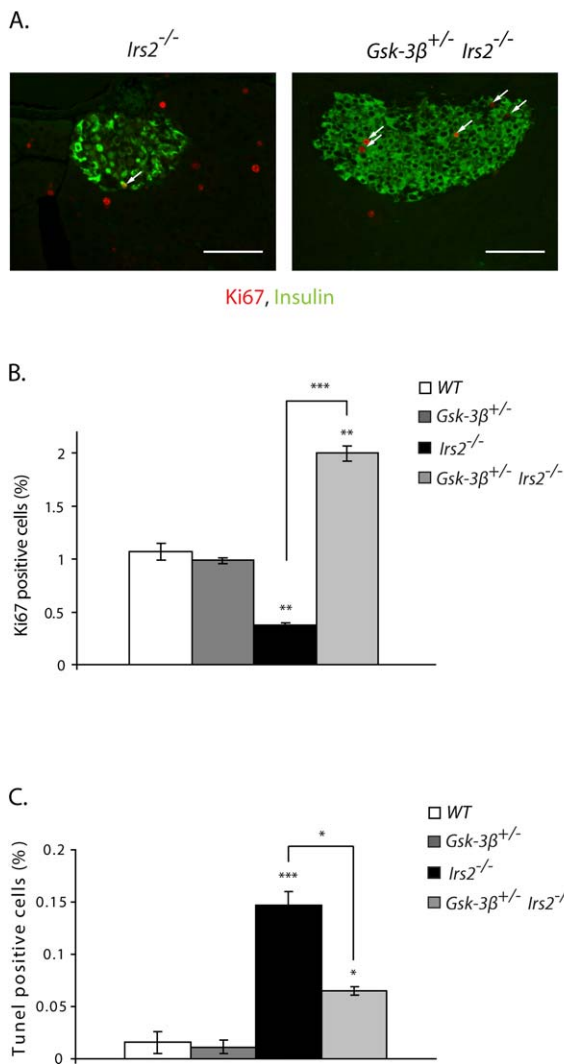 A.
Irs2-/-
Gsk-3β+/- Irs2-/-
Ki67, Insulin
B.
***
WT
Gsk-3β+/-
Irs2-/-
Gsk-3β+/- Irs2-/-
**
**
Ki67 positive cells (%)
2
1.5
1
0.5
0
C.
*
WT
Gsk-3β+/-
Irs2-/-
Gsk-3β+/- Irs2-/
***
*
Tunel positive cells (%)
0.2
0.15
0.1
0.05
0